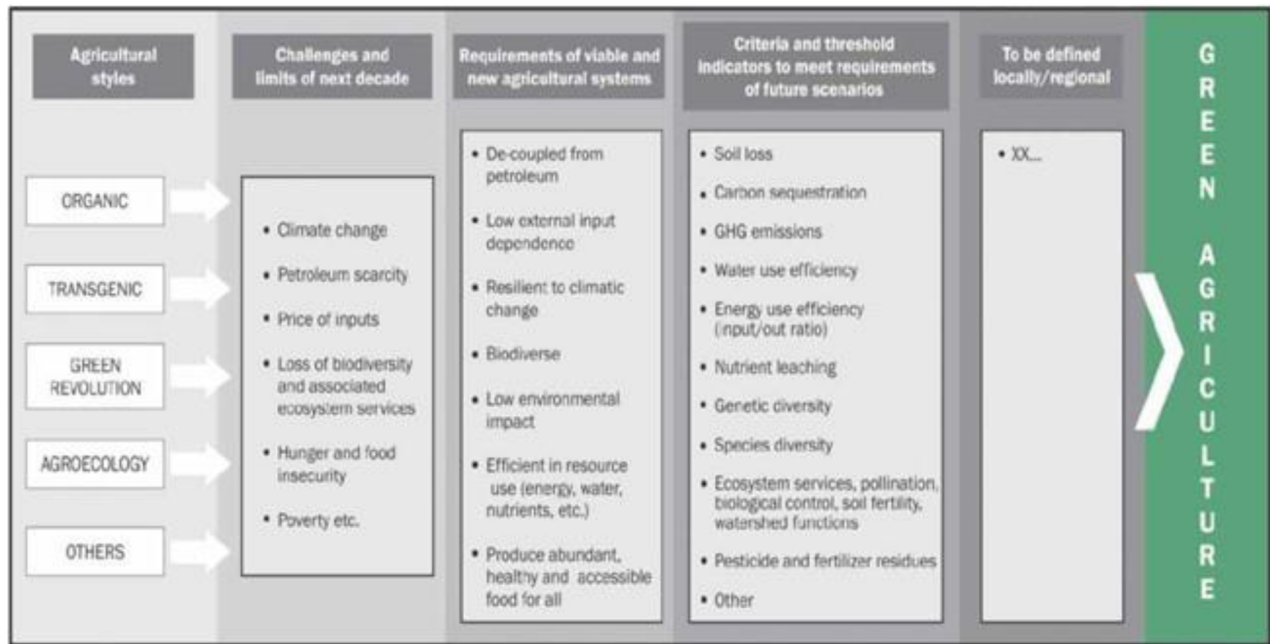 Agricultural
styles
ORGANIC
TRANSGENIC
GREEN
REVOLUTION
AGROECOLOGY
OTHERS
Challenges and
limits of next decade
• Climate change
• Petroleum scarcity
• Price of inputs
• Loss of biodiversity
and associated
ecosystem services
• Hunger and food
insecurity
• Poverty etc.
Requirements of viable and
new agricultural systems
• De-coupled from
petroleum
• Low external input
dependence
• Resilient to climatic
change
• Biodiverse
• Low environmental
impact
• Efficient in resource
use (energy, water,
nutrients, etc.)
• Produce abundant,
healthy and accessible
food for all
Criteria and threshold
indicators to meet requirements
of future scenarios
• Soil loss
• Carbon sequestration
• GHG emissions
• Water use efficiency
• Energy use efficiency
(input/out ratio)
• Nutrient leaching
• Genetic diversity
• Species diversity
• Ecosystem services, pollination,
biological control, soil fertility,
watershed functions
• Pesticide and fertilizer residues
• Other
To be defined
locally/regional
• XX...
GREEN AGRICULTURE